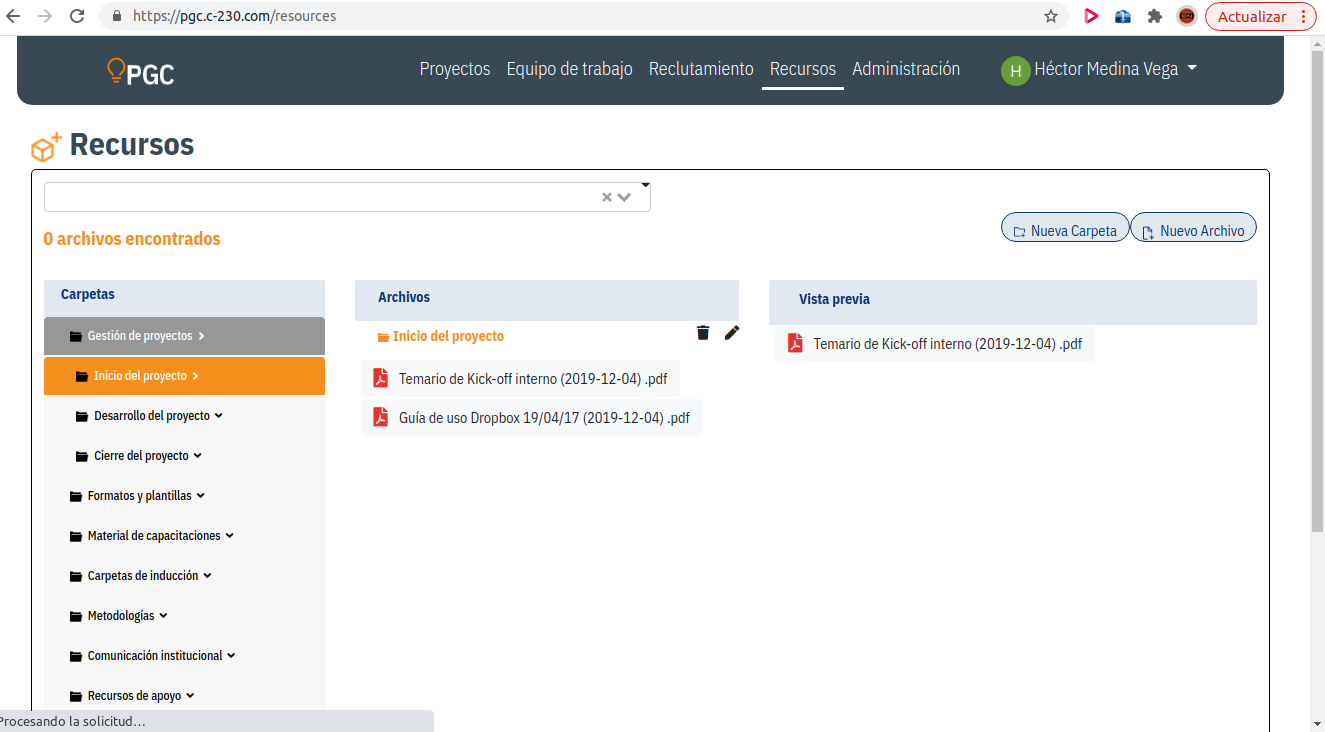 https://pgc.c-230.com/resources
Actualizar
PGC
Proyectos Equipo de trabajo Reclutamiento Recursos Administración H Héctor Medina Vega
Recursos
0 archivos encontrados
Nueva Carpeta Nuevo Archivo
Carpetas
Gestión de proyectos
Inicio del proyecto
Desarrollo del proyecto
Cierre del proyecto
Formatos y plantillas
Material de capacitaciones
Carpetas de inducción
Metodologías
Comunicación institucional
Recursos de apoyo
Archivos
Inicio del proyecto
Temario de Kick-off interno (2019-12-04) .pdf
Guía de uso Dropbox 19/04/17 (2019-12-04) .pdf
Vista previa
Temario de Kick-off interno (2019-12-04) .pdf
Procesando la solicitud...